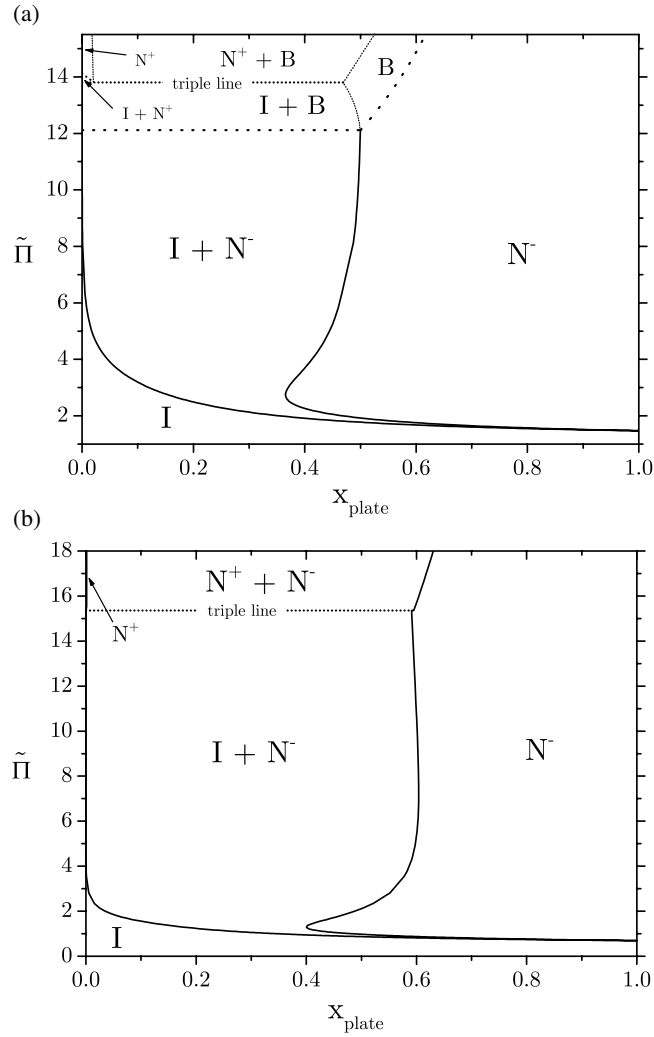 (a)
N⁺
N⁺ + B
B
14
triple line
I + N⁺
I + B
12
10
I + N⁻
N⁻
8
Π̃
6
4
I
2
0.0 0.2 0.4 0.6 0.8 1.0
x_plate
(b)
18
N⁺ + N⁻
16
triple line
N⁺
14
12
10
I + N⁻
N⁻
8
Π̃
6
4
2
I
0
0.0 0.2 0.4 0.6 0.8 1.0
x_plate